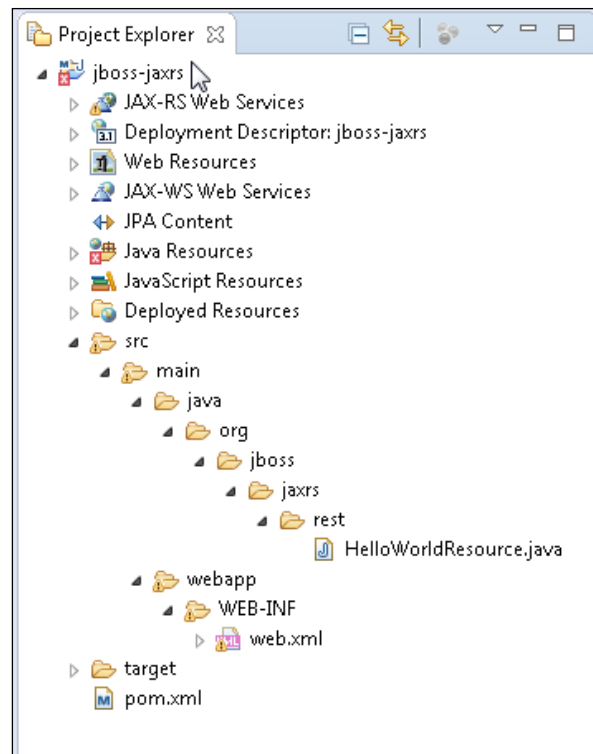 Project Explorer
jboss-jaxrs
JAX-RS Web Services
3.1 Deployment Descriptor: jboss-jaxrs
Web Resources
JAX-WS Web Services
JPA Content
Java Resources
JavaScript Resources
Deployed Resources
src
main
java
org
jboss
jaxrs
rest
J HelloWorldResource.java
webapp
WEB-INF
web.xml
target
M pom.xml